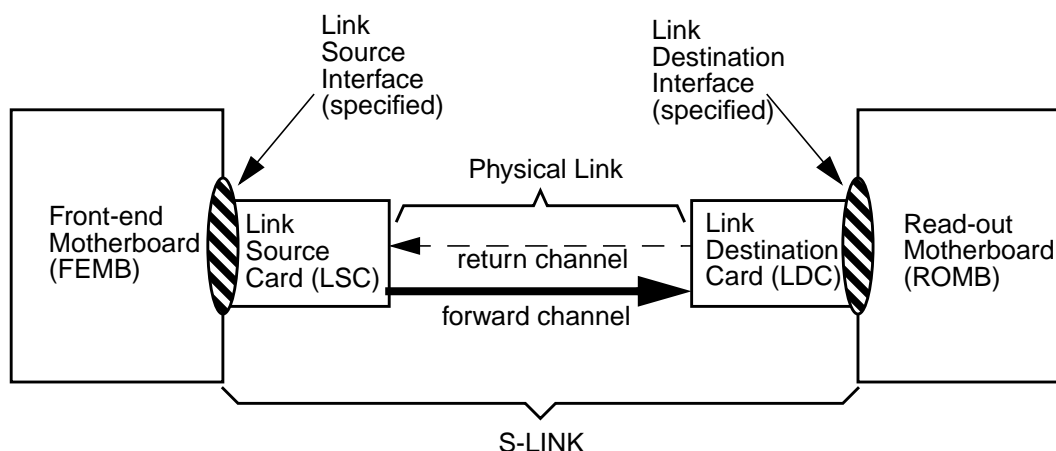 Link
Source
Interface
(specified)
Link
Destination
Interface
(specified)
Physical Link
Front-end
Motherboard
(FEMB)
Link
Source
Card (LSC)
return channel
forward channel
Link
Destination
Card (LDC)
Read-out
Motherboard
(ROMB)
S-LINK